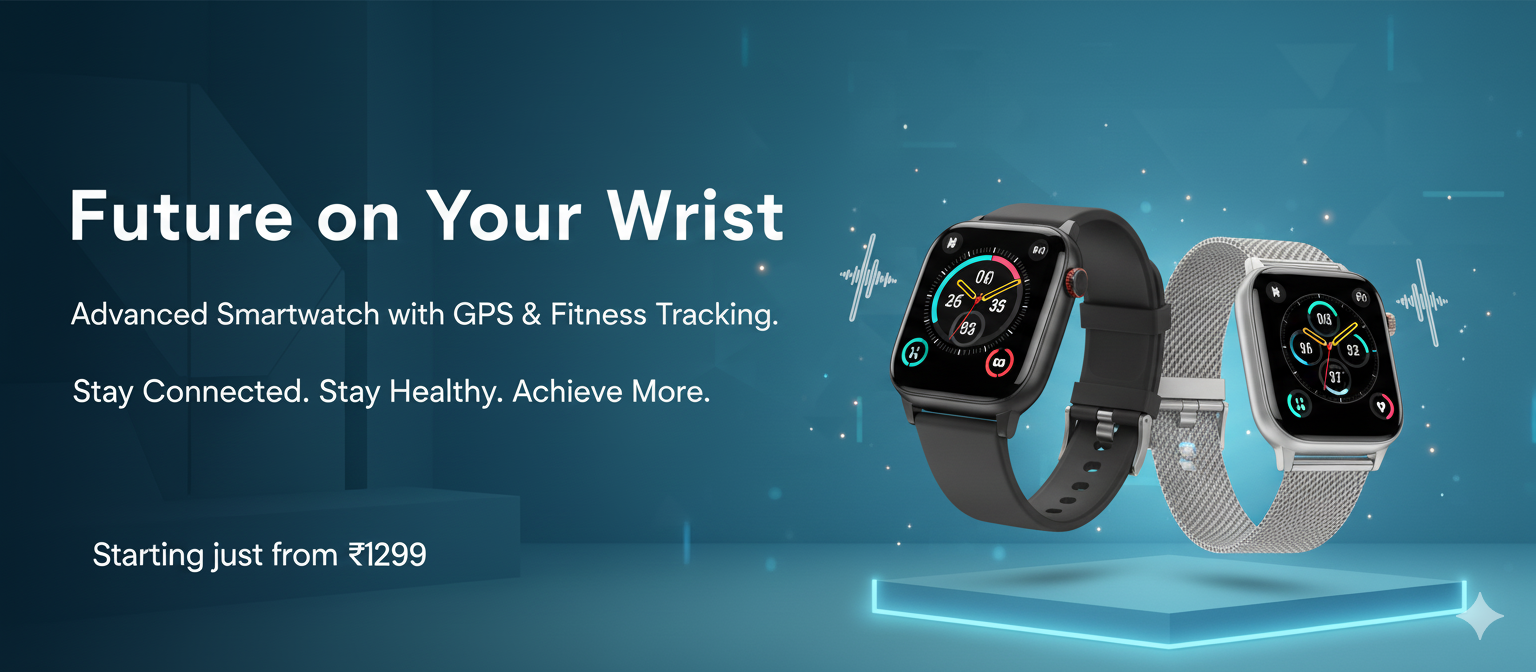 Future on Your Wrist
Advanced Smartwatch with GPS & Fitness Tracking.
Stay Connected. Stay Healthy. Achieve More.
Starting just from ₹1299